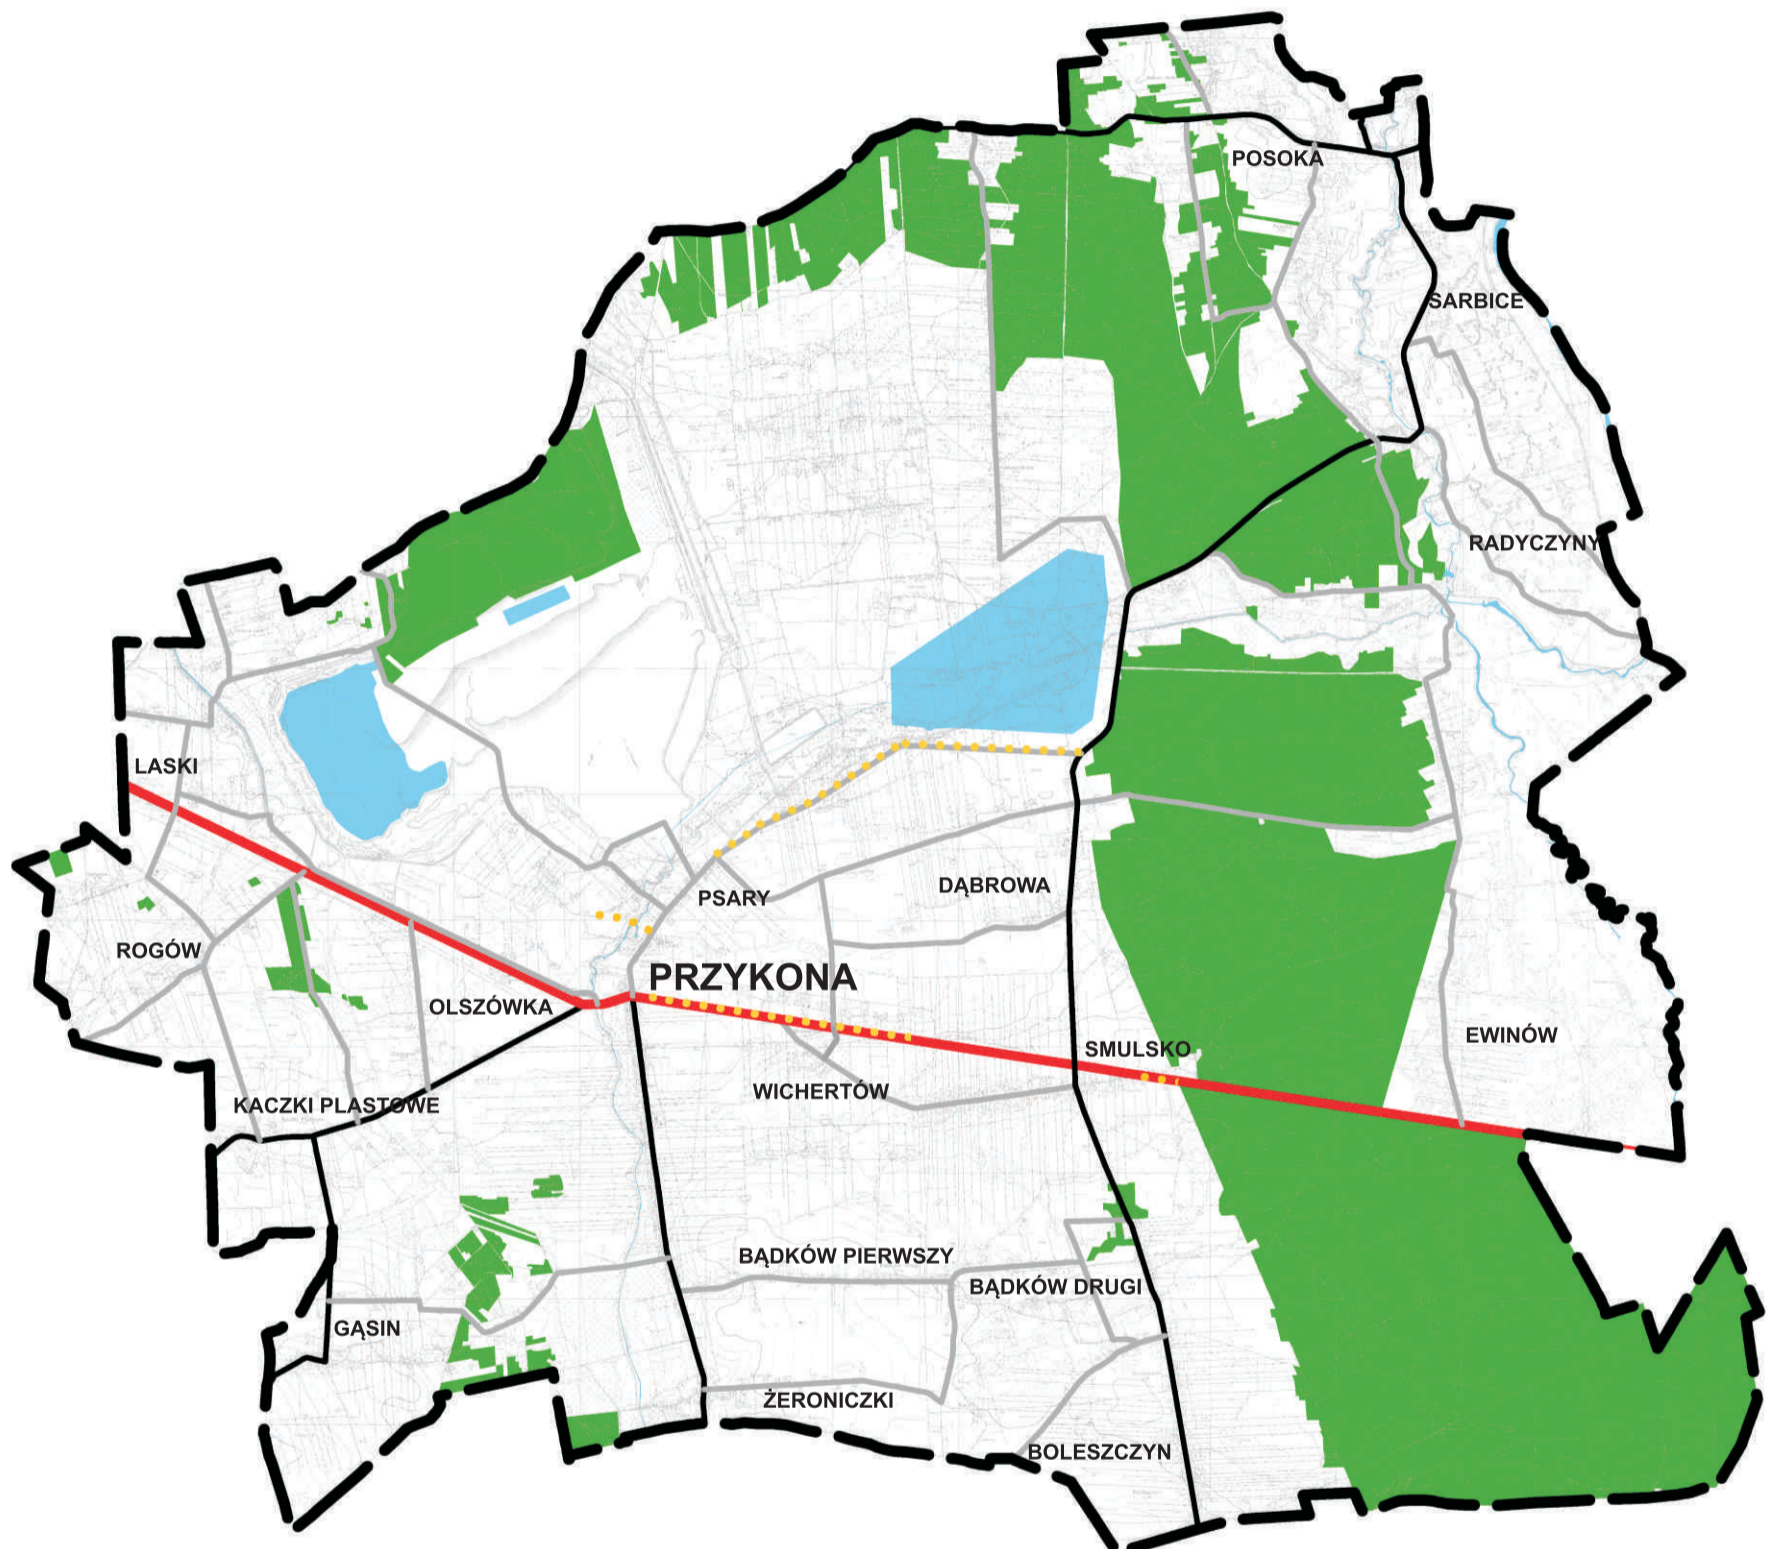 POSOKA
SARBICE
RADYCZYNY
LASKI
DĄBROWA
PSARY
ROGÓW
PRZYKONA
OLSZÓWKA
EWINÓW
SMULSKO
WICHERTÓW
KACZKI PLASTOWE
BĄDKÓW PIERWSZY
BĄDKÓW DRUGI
GĄSIN
ŻERONICZKI
BOLESZCZYN